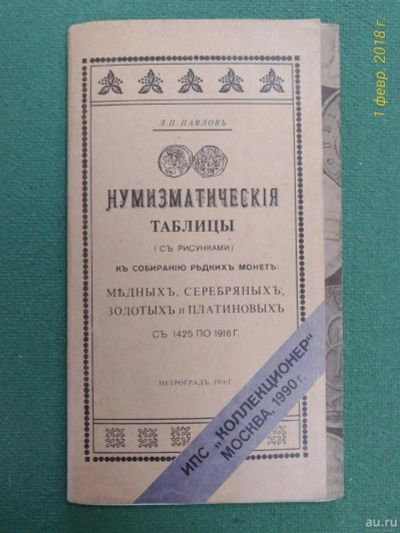 1 февр. 2018 г.
Л. П. ПАВЛОВЪ
НУМИЗМАТИЧЕСКІЯ
ТАБЛИЦЫ
(СЪ РИСУНКАМИ)
КЪ СОБИРАНІЮ РѢДКИХЪ МОНЕТЪ:
МѢДНЫХЪ, СЕРЕБРЯНЫХЪ,
ЗОЛОТЫХЪ и ПЛАТИНОВЫХЪ
СЪ 1425 ПО 1916 Г.
ПЕТРОГРАДЪ, 1916 Г.
ИПС „КОЛЛЕКЦИОНЕР"
МОСКВА, 1990 г.
au.ru